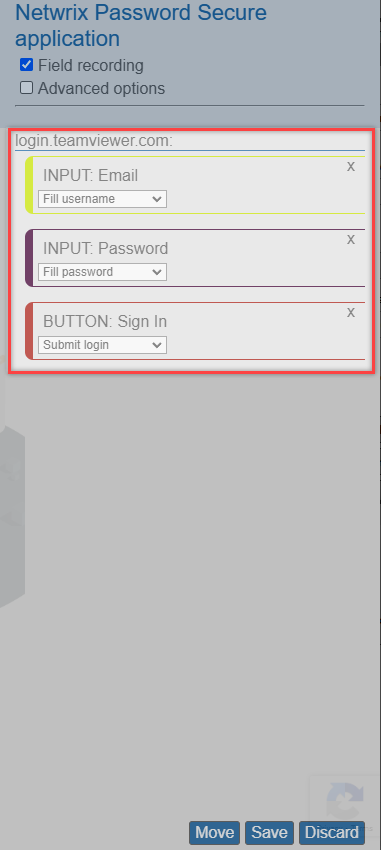 Netwrix Password Secure
application
Field recording
Advanced options
login.teamviewer.com:
X
INPUT: Email
Fill username
X
INPUT: Password
Fill password
X
BUTTON: Sign In
Submit login
Move Save Discard